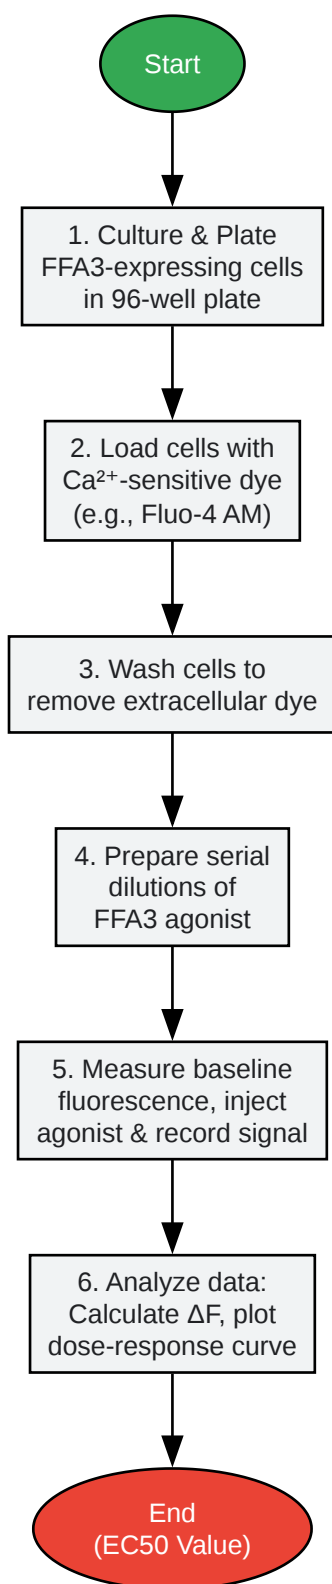 Start
1. Culture & Plate
FFA3-expressing cells
in 96-well plate
2. Load cells with
Ca²⁺-sensitive dye
(e.g., Fluo-4 AM)
3. Wash cells to
remove extracellular dye
4. Prepare serial
dilutions of
FFA3 agonist
5. Measure baseline
fluorescence, inject
agonist & record signal
6. Analyze data:
Calculate ΔF, plot
dose-response curve
End
(EC50 Value)